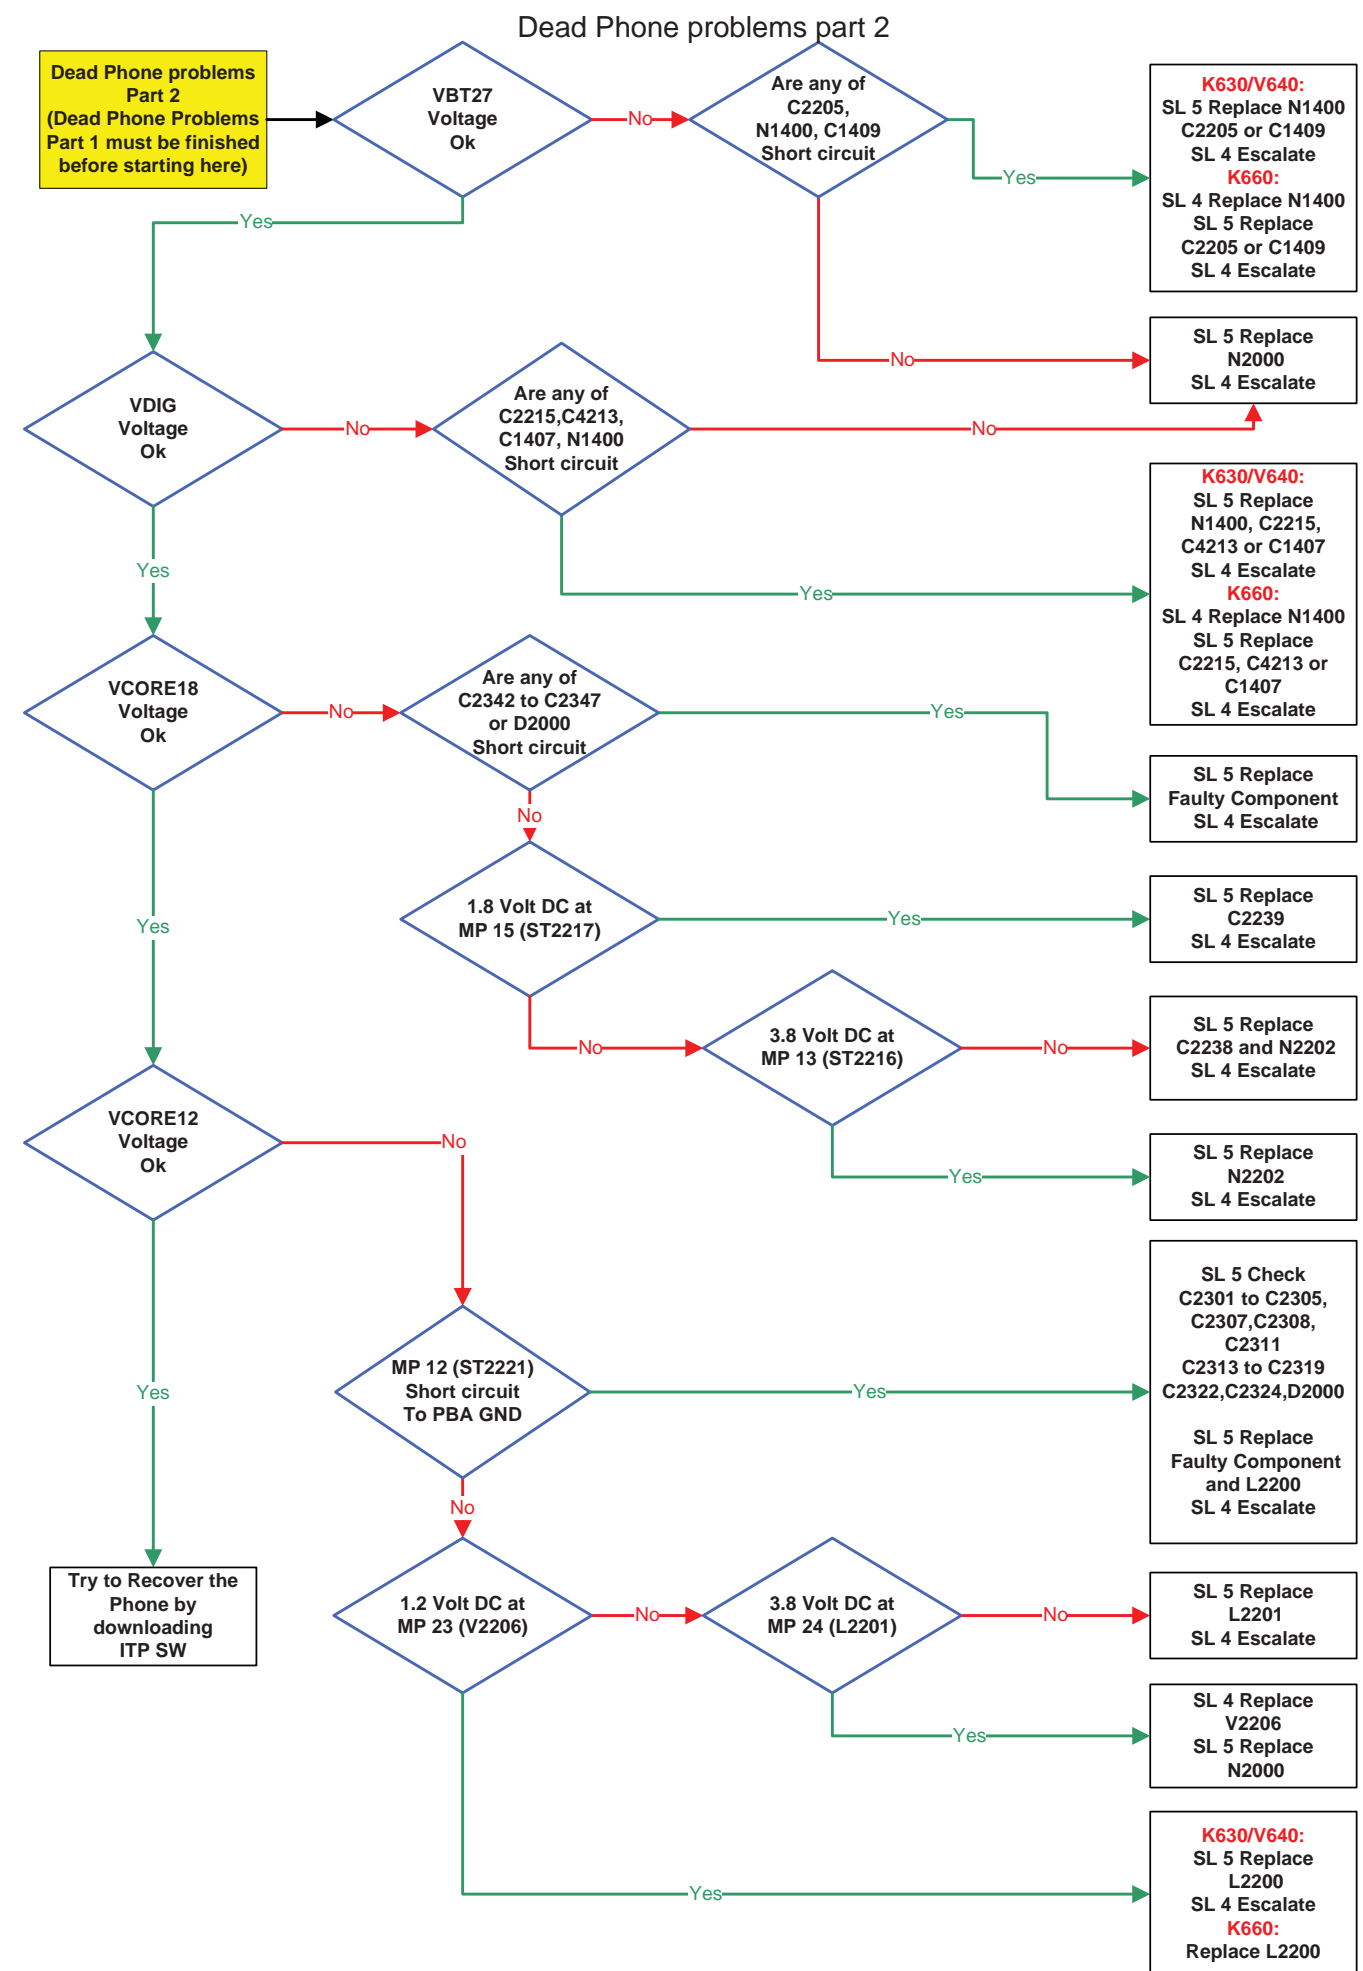 Dead Phone problems part 2
Dead Phone problems
Part 2
(Dead Phone Problems
Part 1 must be finished
before starting here)
VBT27
Voltage
Ok
No
Are any of
C2205,
N1400, C1409
Short circuit
Yes
K630/V640:
SL 5 Replace N1400
C2205 or C1409
SL 4 Escalate
K660:
SL 4 Replace N1400
SL 5 Replace
C2205 or C1409
SL 4 Escalate
Yes
No
SL 5 Replace
N2000
SL 4 Escalate
VDIG
Voltage
Ok
No
Are any of
C2215,C4213,
C1407, N1400
Short circuit
No
Yes
K630/V640:
SL 5 Replace
N1400, C2215,
C4213 or C1407
SL 4 Escalate
K660:
SL 4 Replace N1400
SL 5 Replace
C2215, C4213 or
C1407
SL 4 Escalate
Yes
VCORE18
Voltage
Ok
No
Are any of
C2342 to C2347
or D2000
Short circuit
Yes
SL 5 Replace
Faulty Component
SL 4 Escalate
No
1.8 Volt DC at
MP 15 (ST2217)
Yes
SL 5 Replace
C2239
SL 4 Escalate
Yes
No
3.8 Volt DC at
MP 13 (ST2216)
No
SL 5 Replace
C2238 and N2202
SL 4 Escalate
Yes
SL 5 Replace
N2202
SL 4 Escalate
VCORE12
Voltage
Ok
No
MP 12 (ST2221)
Short circuit
To PBA GND
Yes
SL 5 Check
C2301 to C2305,
C2307,C2308,
C2311
C2313 to C2319
C2322,C2324,D2000
SL 5 Replace
Faulty Component
and L2200
SL 4 Escalate
Yes
No
Try to Recover the
Phone by
downloading
ITP SW
1.2 Volt DC at
MP 23 (V2206)
No
3.8 Volt DC at
MP 24 (L2201)
No
SL 5 Replace
L2201
SL 4 Escalate
Yes
SL 4 Replace
V2206
SL 5 Replace
N2000
Yes
K630/V640:
SL 5 Replace
L2200
SL 4 Escalate
K660:
Replace L2200